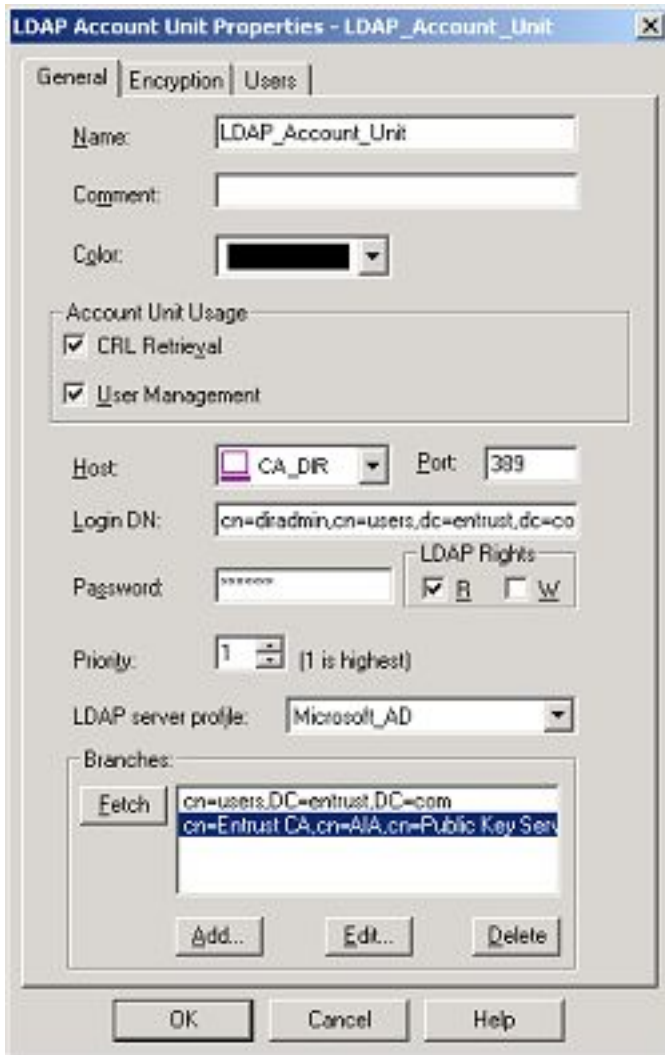 LDAP Account Unit Properties - LDAP_Account_Unit
General Encryption Users
Name: LDAP_Account_Unit
Comment:
Color:
Account Unit Usage
CRL Retrieval
User Management
Host: CA_DIR Port: 389
Login DN: cn=diradmin,cn=users,dc=entrust,dc=co
LDAP Rights
Password: ****** R W
Priority: 1 (1 is highest)
LDAP server profile: Microsoft_AD
Branches:
Fetch cn=users,DC=entrust,DC=com
cn=Entrust CA,cn=AIA,cn=Public Key Serv
Add... Edit... Delete
OK Cancel Help